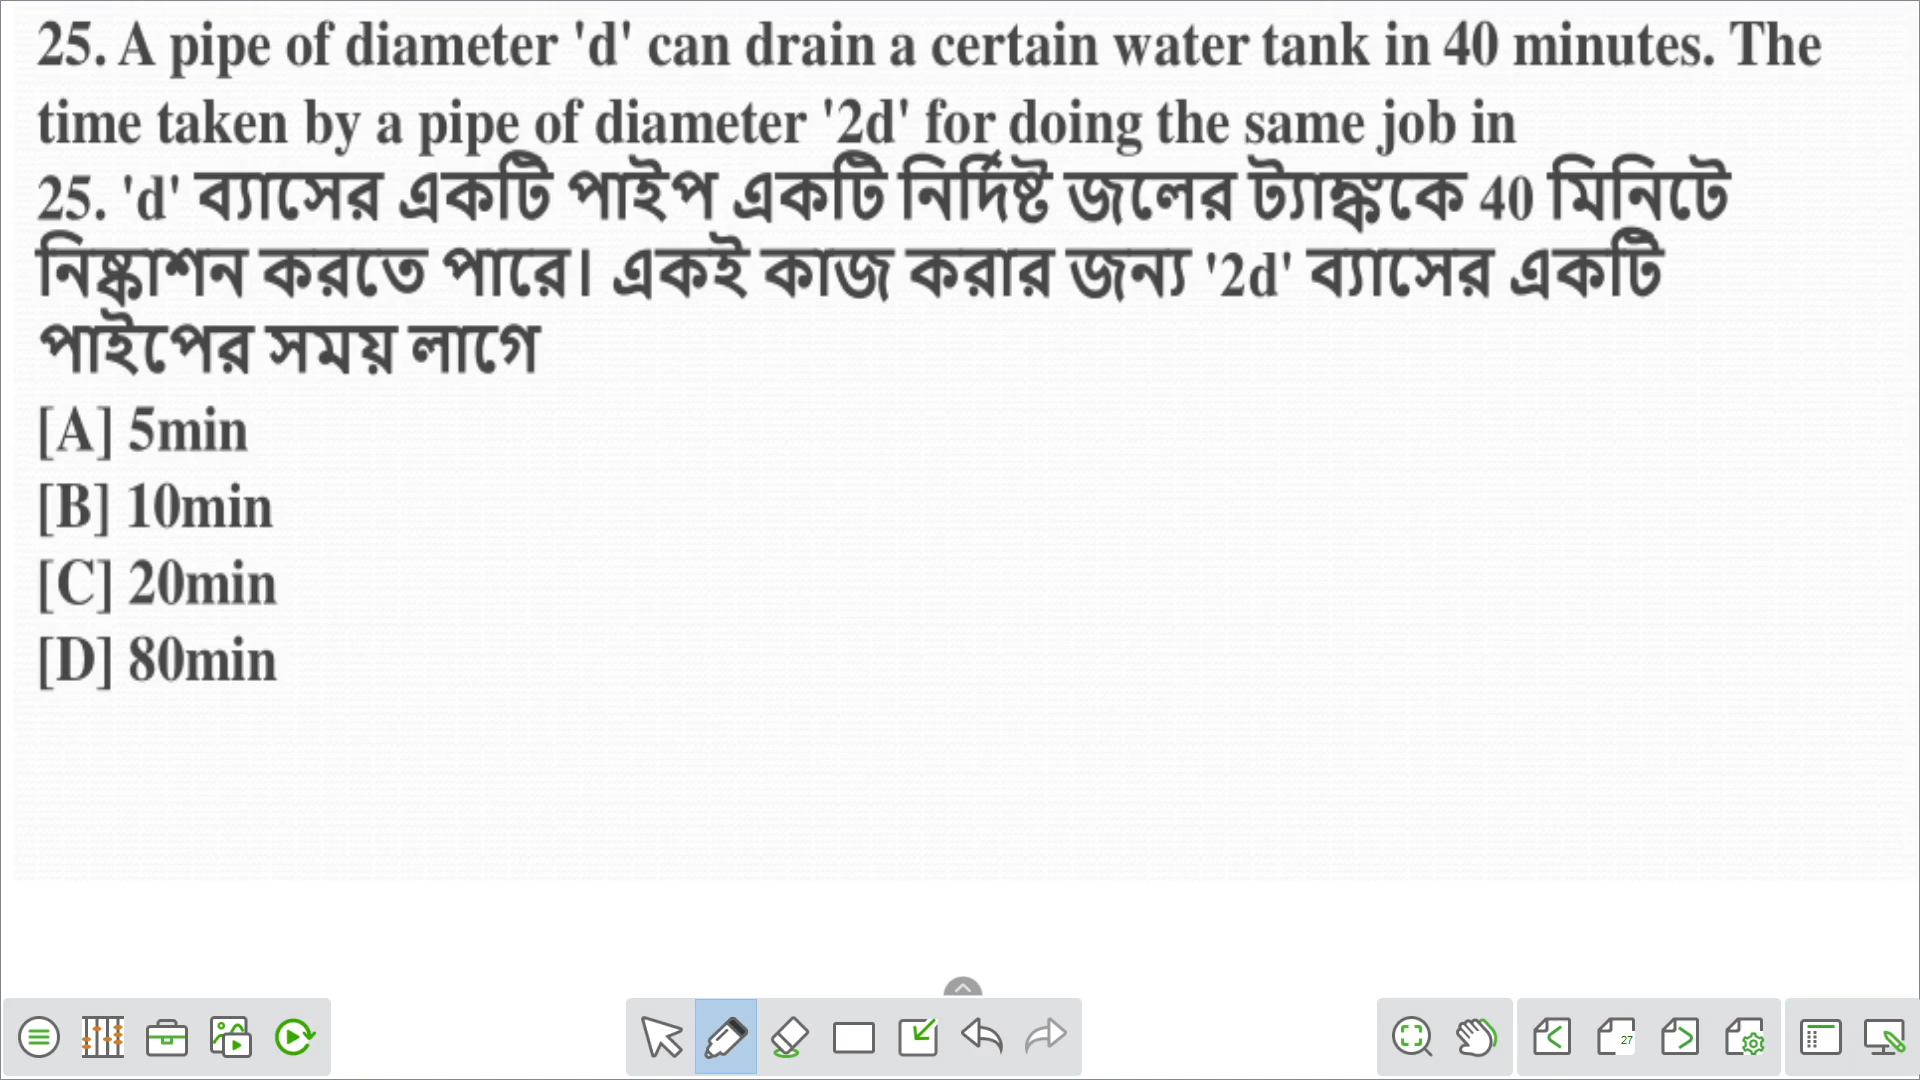 25. A pipe of diameter 'd' can drain a certain water tank in 40 minutes. The
time taken by a pipe of diameter '2d' for doing the same job in
25. 'd' ব্যাসের একটি পাইপ একটি নির্দিষ্ট জলের ট্যাঙ্ককে 40 মিনিটে
নিষ্কাশন করতে পারে। একই কাজ করার জন্য '2d' ব্যাসের একটি
পাইপের সময় লাগে
[A] 5min
[B] 10min
[C] 20min
[D] 80min
27